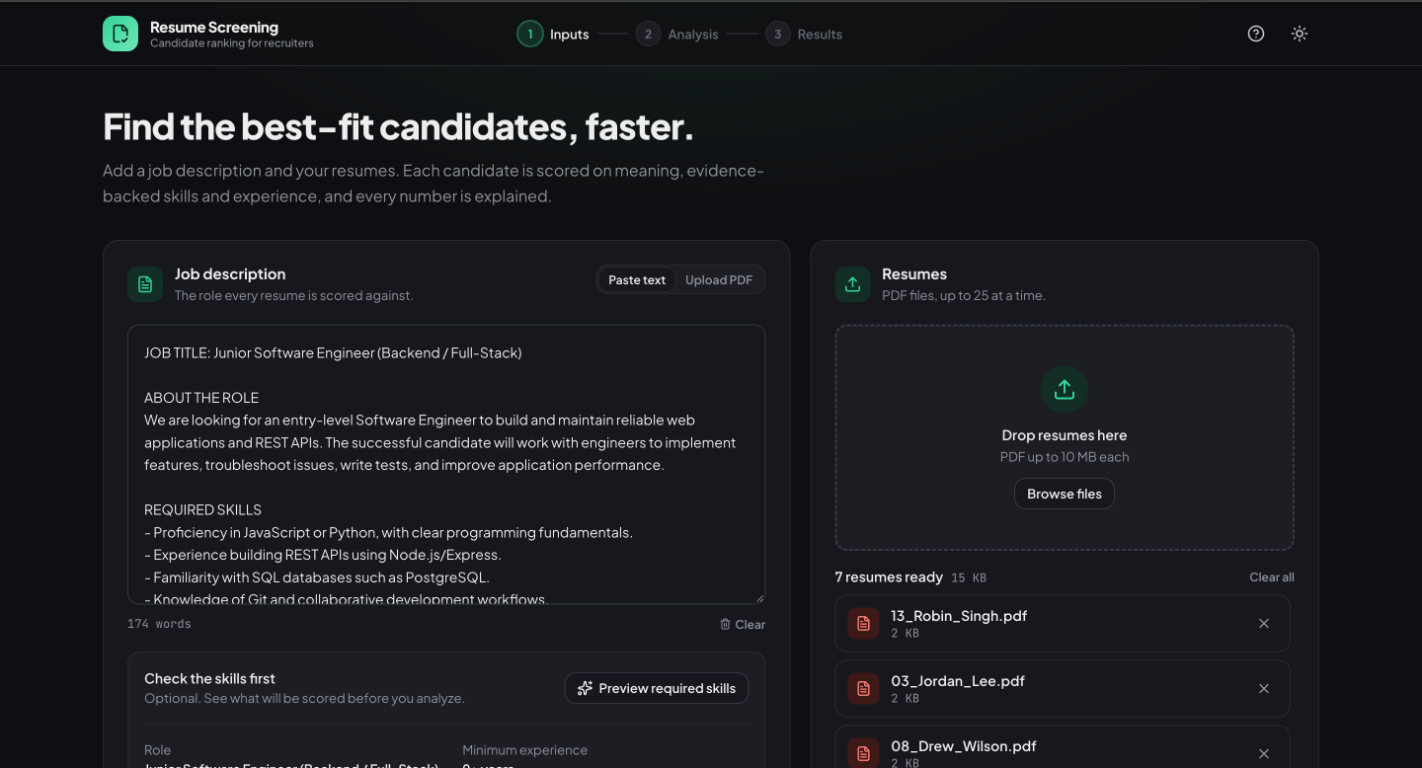 Resume Screening
Candidate ranking for recruiters
1 Inputs
2 Analysis
3 Results
Find the best-fit candidates, faster.
Add a job description and your resumes. Each candidate is scored on meaning, evidence-
backed skills and experience, and every number is explained.
Job description
The role every resume is scored against.
Paste text
Upload PDF
JOB TITLE: Junior Software Engineer (Backend / Full-Stack)
ABOUT THE ROLE
We are looking for an entry-level Software Engineer to build and maintain reliable web
applications and REST APIs. The successful candidate will work with engineers to implement
features, troubleshoot issues, write tests, and improve application performance.
REQUIRED SKILLS
- Proficiency in JavaScript or Python, with clear programming fundamentals.
- Experience building REST APIs using Node.js/Express.
- Familiarity with SQL databases such as PostgreSQL.
- Knowledge of Git and collaborative development workflows.
174 words
Clear
Check the skills first
Optional. See what will be scored before you analyze.
Preview required skills
Role
Minimum experience
Junior Software Engineer (Backend / Full-Stack)
0+ years
Resumes
PDF files, up to 25 at a time.
Drop resumes here
PDF up to 10 MB each
Browse files
7 resumes ready 15 KB
Clear all
13_Robin_Singh.pdf
2 KB
03_Jordan_Lee.pdf
2 KB
08_Drew_Wilson.pdf
2 KB